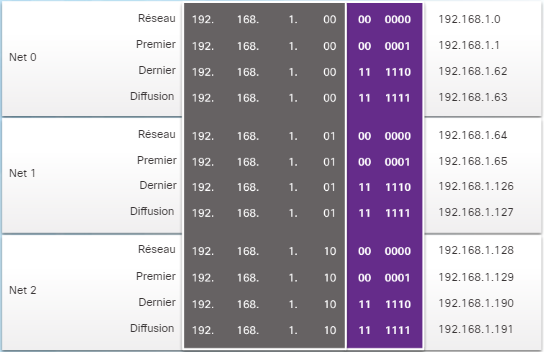 Réseau 192. 168. 1. 00 00 0000 192.168.1.0
Premier 192. 168. 1. 00 00 0001 192.168.1.1
Net 0
Dernier 192. 168. 1. 00 11 1110 192.168.1.62
Diffusion 192. 168. 1. 00 11 1111 192.168.1.63
Réseau 192. 168. 1. 01 00 0000 192.168.1.64
Premier 192. 168. 1. 01 00 0001 192.168.1.65
Net 1
Dernier 192. 168. 1. 01 11 1110 192.168.1.126
Diffusion 192. 168. 1. 01 11 1111 192.168.1.127
Réseau 192. 168. 1. 10 00 0000 192.168.1.128
Premier 192. 168. 1. 10 00 0001 192.168.1.129
Net 2
Dernier 192. 168. 1. 10 11 1110 192.168.1.190
Diffusion 192. 168. 1. 10 11 1111 192.168.1.191